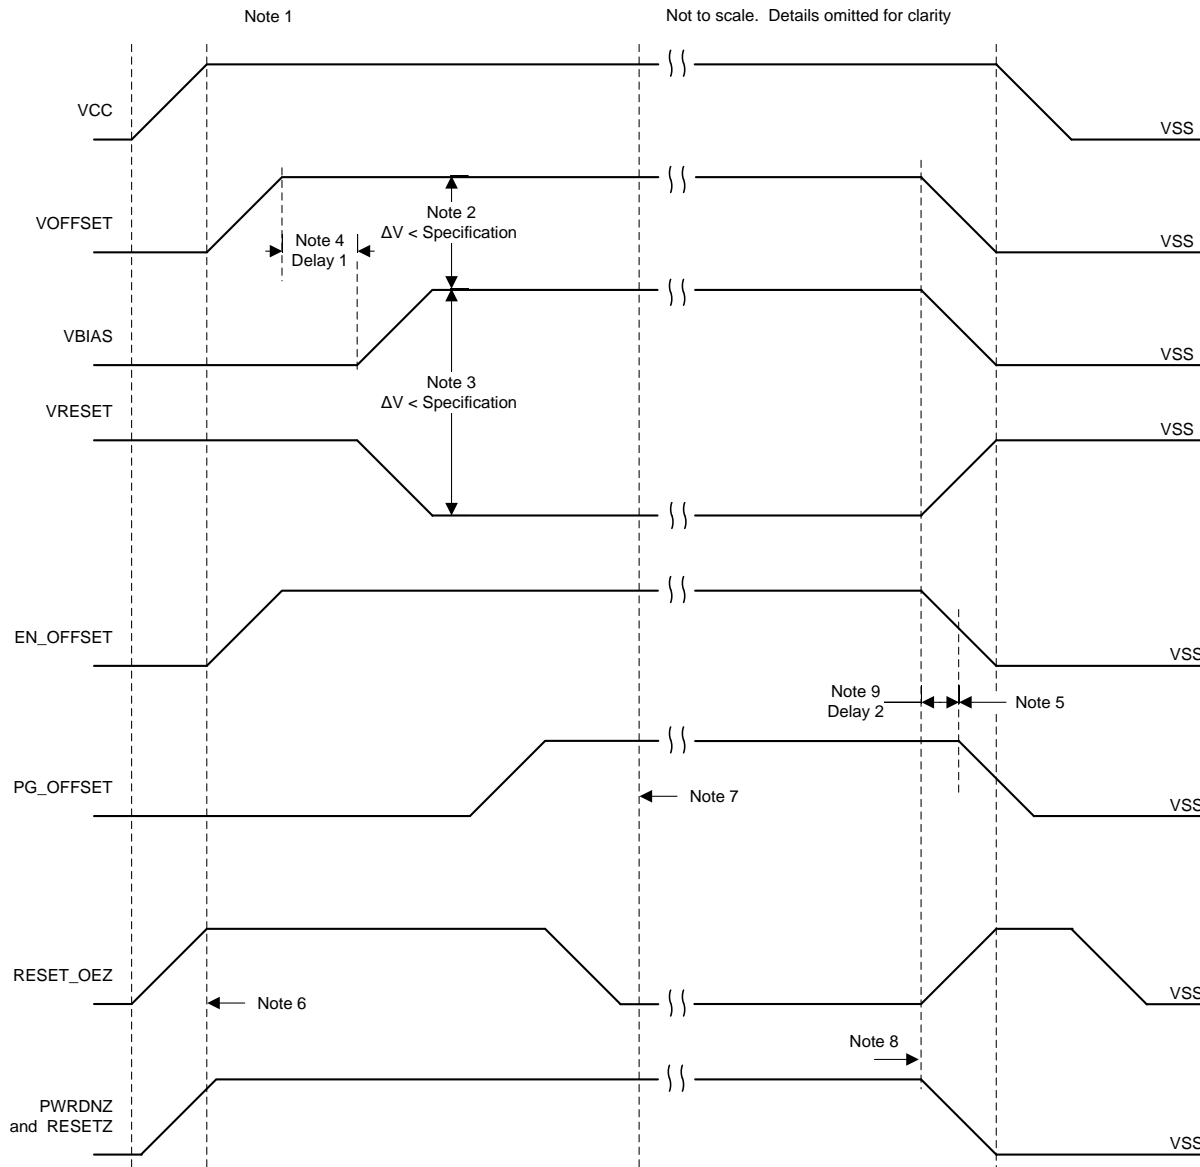 Note 1
Not to scale. Details omitted for clarity
VCC
VSS
VOFFSET
Note 2
ΔV < Specification
Note 4
Delay 1
VSS
VBIAS
VSS
Note 3
ΔV < Specification
VRESET
VSS
EN_OFFSET
VSS
Note 9
Delay 2
Note 5
PG_OFFSET
Note 7
VSS
RESET_OEZ
Note 6
VSS
Note 8
PWRDNZ
and RESETZ
VSS